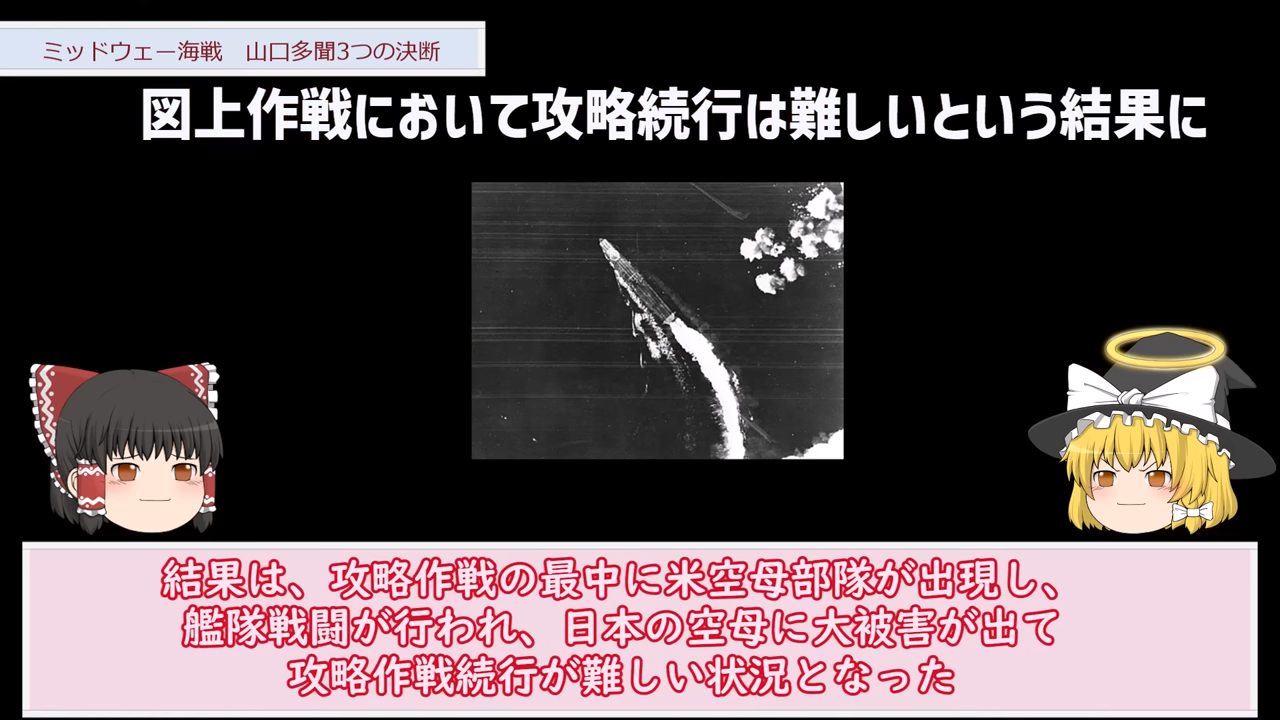 ミッドウェー海戦　山口多聞3つの決断
図上作戦において攻略続行は難しいという結果に
結果は、攻略作戦の最中に米空母部隊が出現し、
艦隊戦闘が行われ、日本の空母に大被害が出て
攻略作戦続行が難しい状況となった